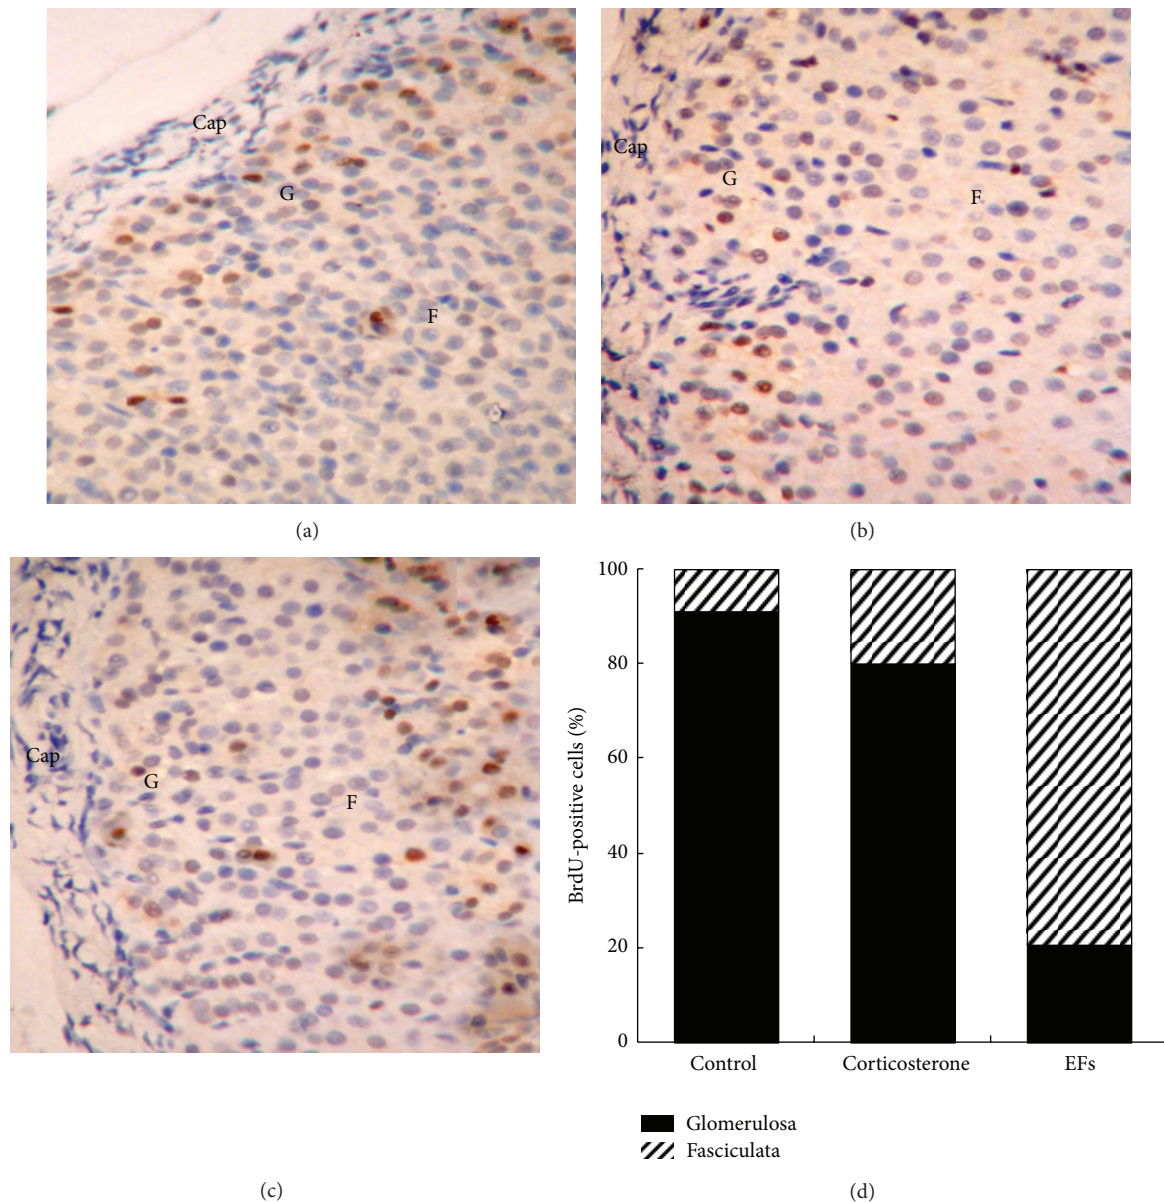 Cap
G
F
(a)
Cap
G
F
(b)
Cap
G
F
(c)
100
80
60
40
20
0
BrdU-positive cells (%)
Control Corticosterone EFs
Glomerulosa
Fasciculata
(d)